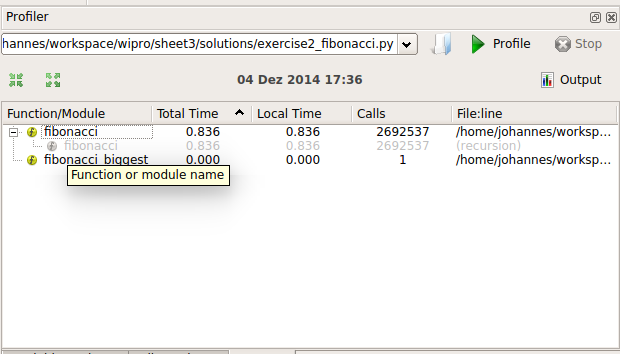 Profiler
hannes/workspace/wipro/sheet3/solutions/exercise2_fibonacci.py Profile Stop
04 Dez 2014 17:36 Output
Function/Module Total Time Local Time Calls File:line
fibonacci 0.836 0.836 2692537 /home/johannes/worksp...
fibonacci 0.836 0.836 2692537 (recursion)
fibonacci_biggest 0.000 0.000 1 /home/johannes/worksp...
Function or module name